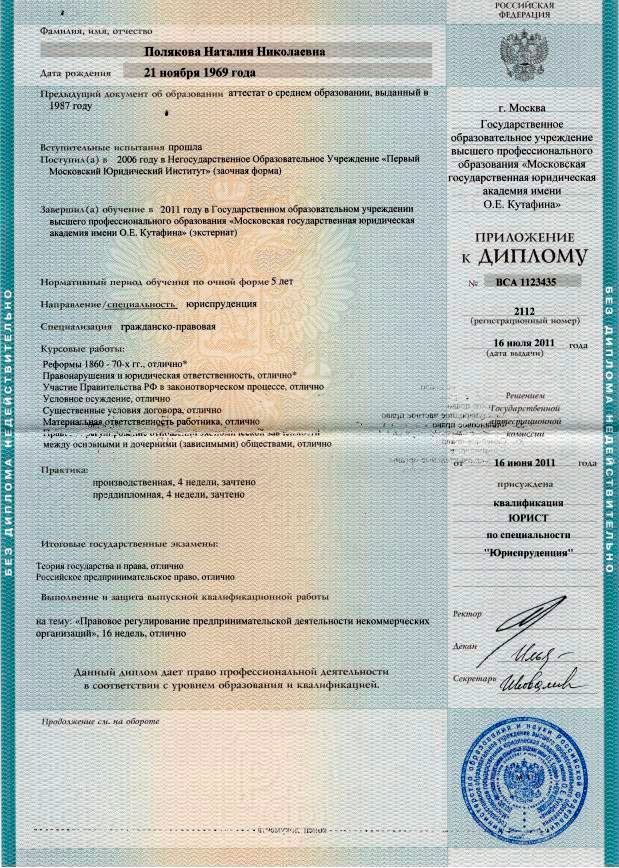 Фамилия, имя, отчество
Полякова Наталия Николаевна
Дата рождения 21 ноября 1969 года
Предыдущий документ об образовании аттестат о среднем образовании, выданный в
1987 году
Вступительные испытания прошла
Поступил(а) в 2006 году в Негосударственное Образовательное Учреждение «Первый
Московский Юридический Институт» (заочная форма)
Завершил(а) обучение в 2011 году в Государственном образовательном учреждении
высшего профессионального образования «Московская государственная юридическая
академия имени О.Е. Кутафина» (экстернат)
Нормативный период обучения по очной форме 5 лет
Направление/специальность юриспруденция
Специализация гражданско-правовая
Курсовые работы:
Реформы 1860 - 70-х гг., отлично*
Правонарушения и юридическая ответственность, отлично*
Участие Правительства РФ в законотворческом процессе, отлично
Условное осуждение, отлично
Существенные условия договора, отлично
Материальная ответственность работника, отлично
между основными и дочерними (зависимыми) обществами, отлично
Практика:
производственная, 4 недели, зачтено
преддипломная, 4 недели, зачтено
Итоговые государственные экзамены:
Теория государства и права, отлично
Российское предпринимательское право, отлично
Выполнение и защита выпускной квалификационной работы
на тему: «Правовое регулирование предпринимательской деятельности некоммерческих
организаций», 16 недель, отлично
Данный диплом дает право профессиональной деятельности
в соответствии с уровнем образования и квалификацией.
Продолжение см. на обороте
БЕЗ ДИПЛОМА НЕДЕЙСТВИТЕЛЬНО
РОССИЙСКАЯ
ФЕДЕРАЦИЯ
г. Москва
Государственное
образовательное учреждение
высшего профессионального
образования «Московская
государственная юридическая
академия имени
О.Е. Кутафина»
ПРИЛОЖЕНИЕ
к ДИПЛОМУ
№ ВСА 1123435
2112
(регистрационный номер)
16 июля 2011 года
(дата выдачи)
Решением
Государственной
аттестационной
комиссии
от 16 июня 2011 года
присуждена
квалификация
ЮРИСТ
по специальности
"Юриспруденция"
Ректор
Декан
Секретарь
БЕЗ ДИПЛОМА НЕДЕЙСТВИТЕЛЬНО